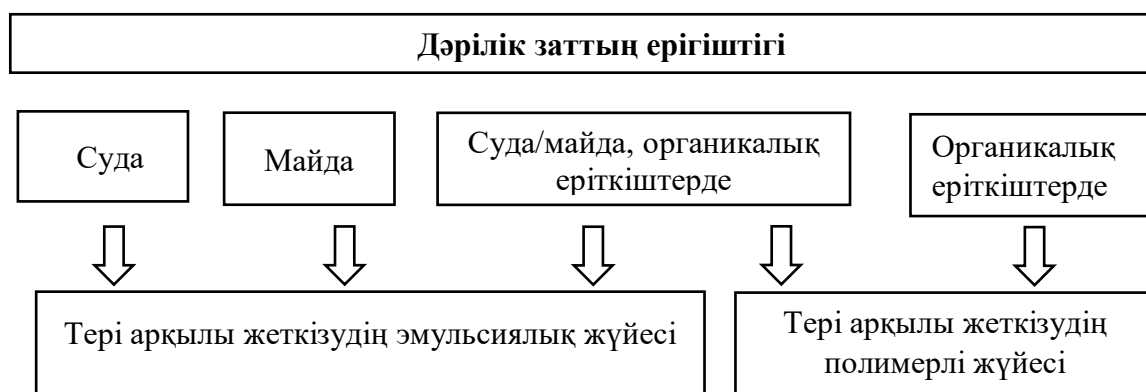 Дәрілік заттың ерігіштігі
Суда
Майда
Суда/майда, органикалық
еріткіштерде
Органикалық
еріткіштерде
Тері арқылы жеткізудің эмульсиялық жүйесі
Тері арқылы жеткізудің
полимерлі жүйесі